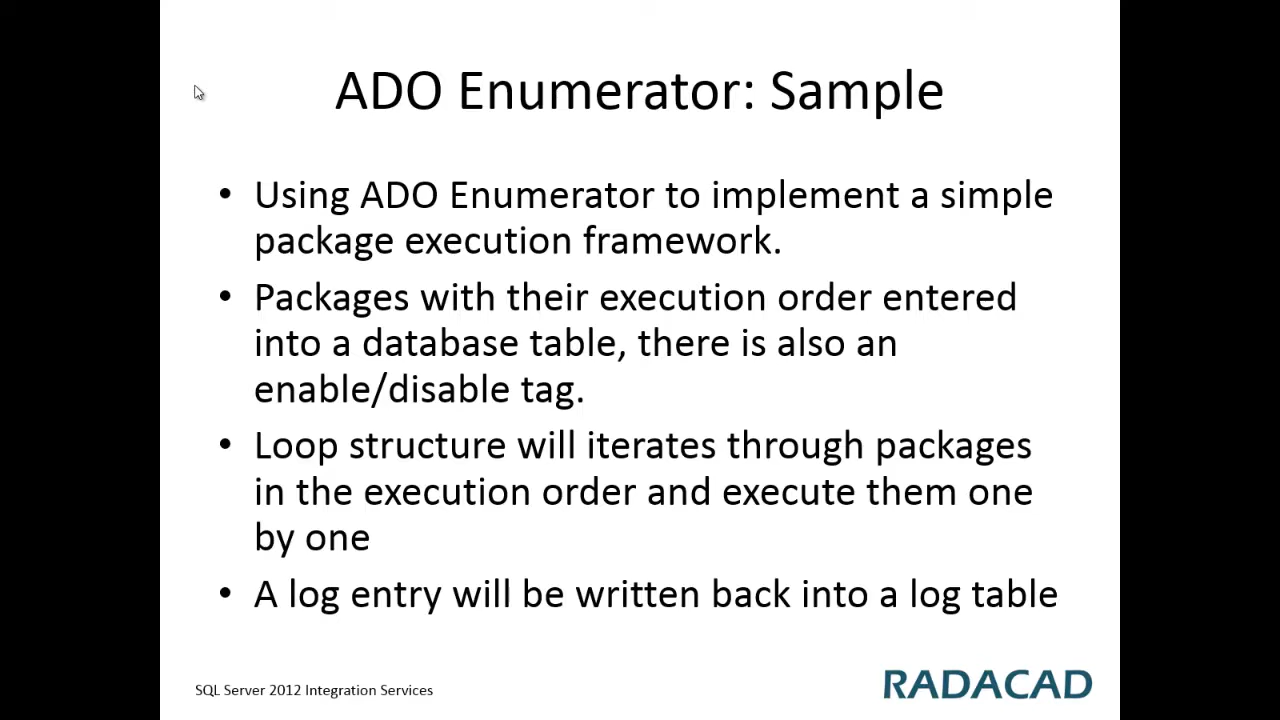 ADO Enumerator: Sample
• Using ADO Enumerator to implement a simple
package execution framework.
• Packages with their execution order entered
into a database table, there is also an
enable/disable tag.
• Loop structure will iterates through packages
in the execution order and execute them one
by one
• A log entry will be written back into a log table
SQL Server 2012 Integration Services
RADACAD